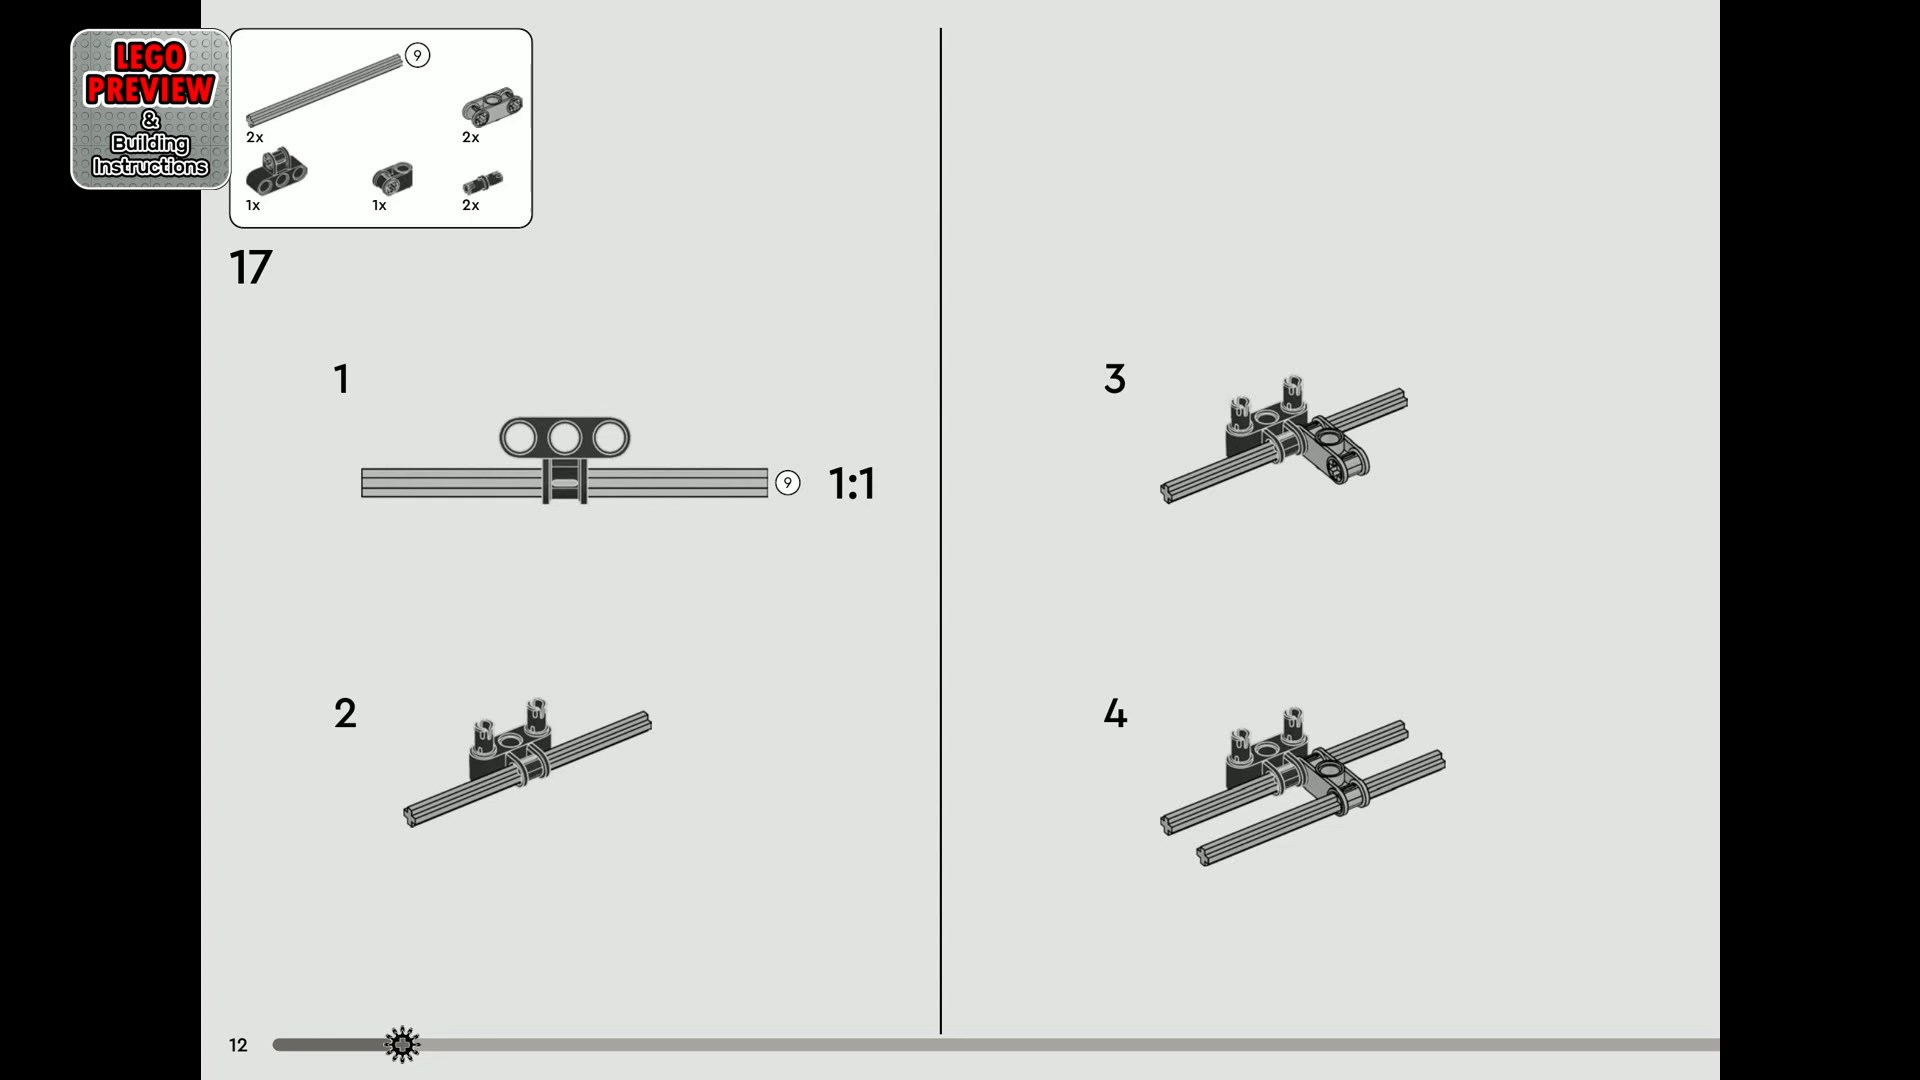 LEGO
PREVIEW
&
Building
Instructions
9
2x
2x
1x
1x
2x
17
1
9
1:1
2
3
4
12